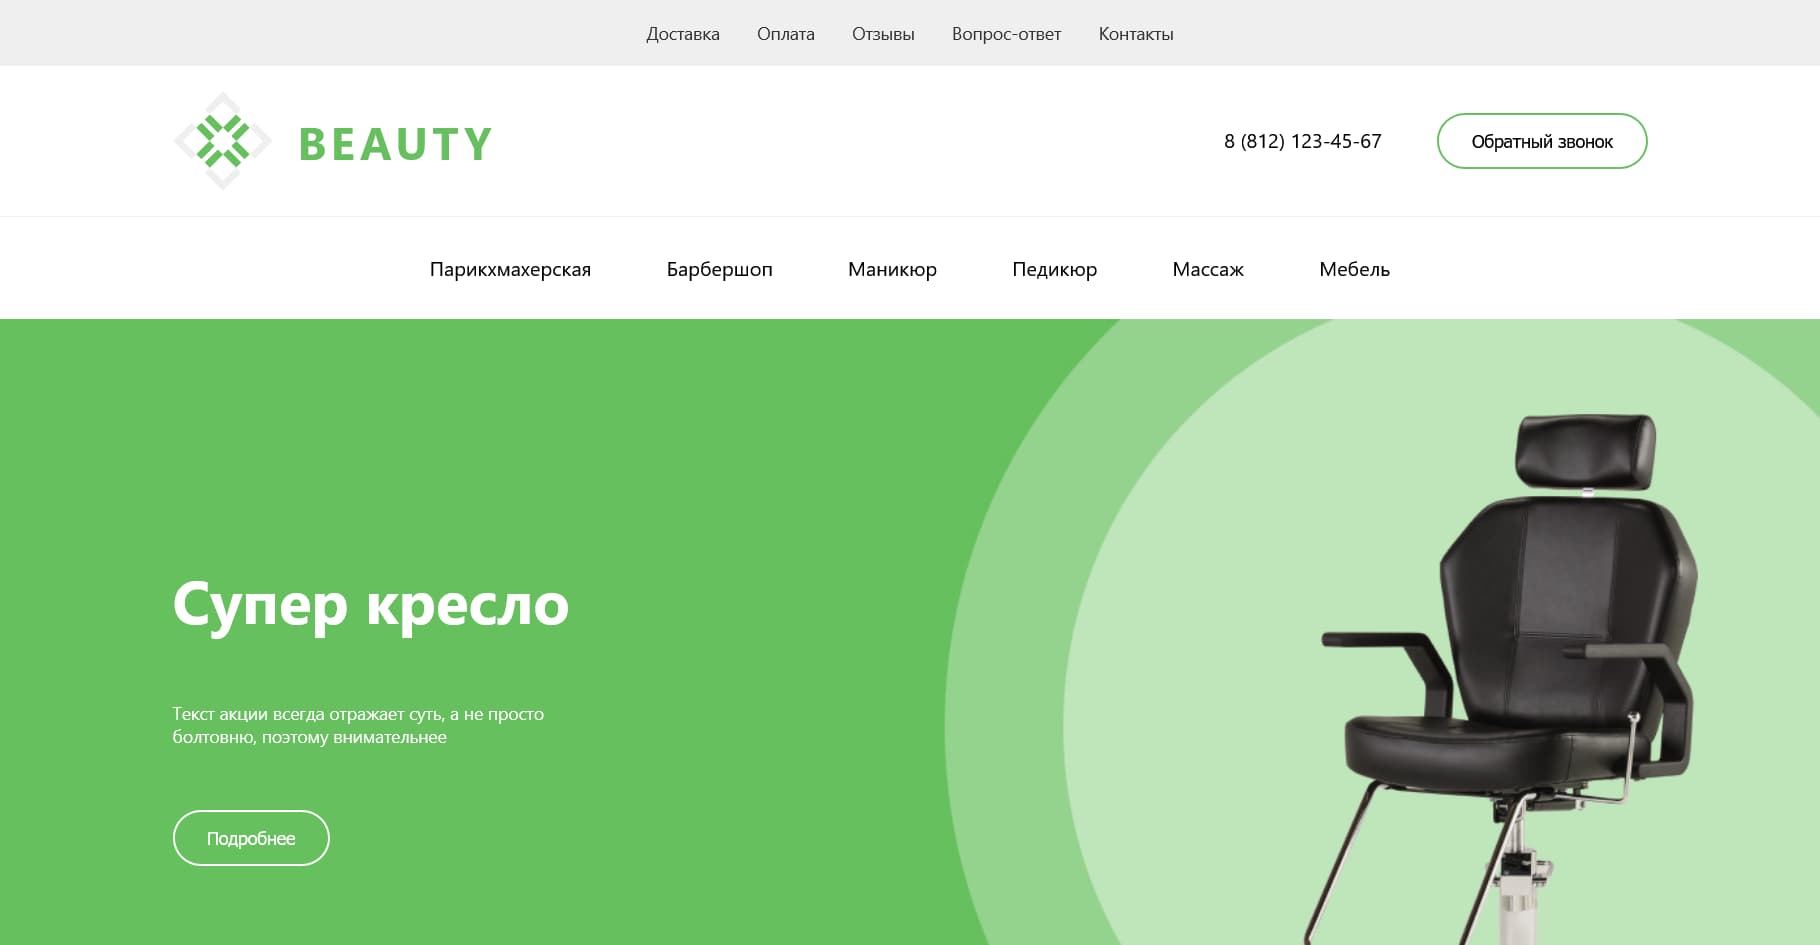 Доставка Оплата Отзывы Вопрос-ответ Контакты
BEAUTY
8 (812) 123-45-67
Обратный звонок
Парикхмахерская Барбершоп Маникюр Педикюр Массаж Мебель
Супер кресло
Текст акции всегда отражает суть, а не просто
болтовню, поэтому внимательнее
Подробнее